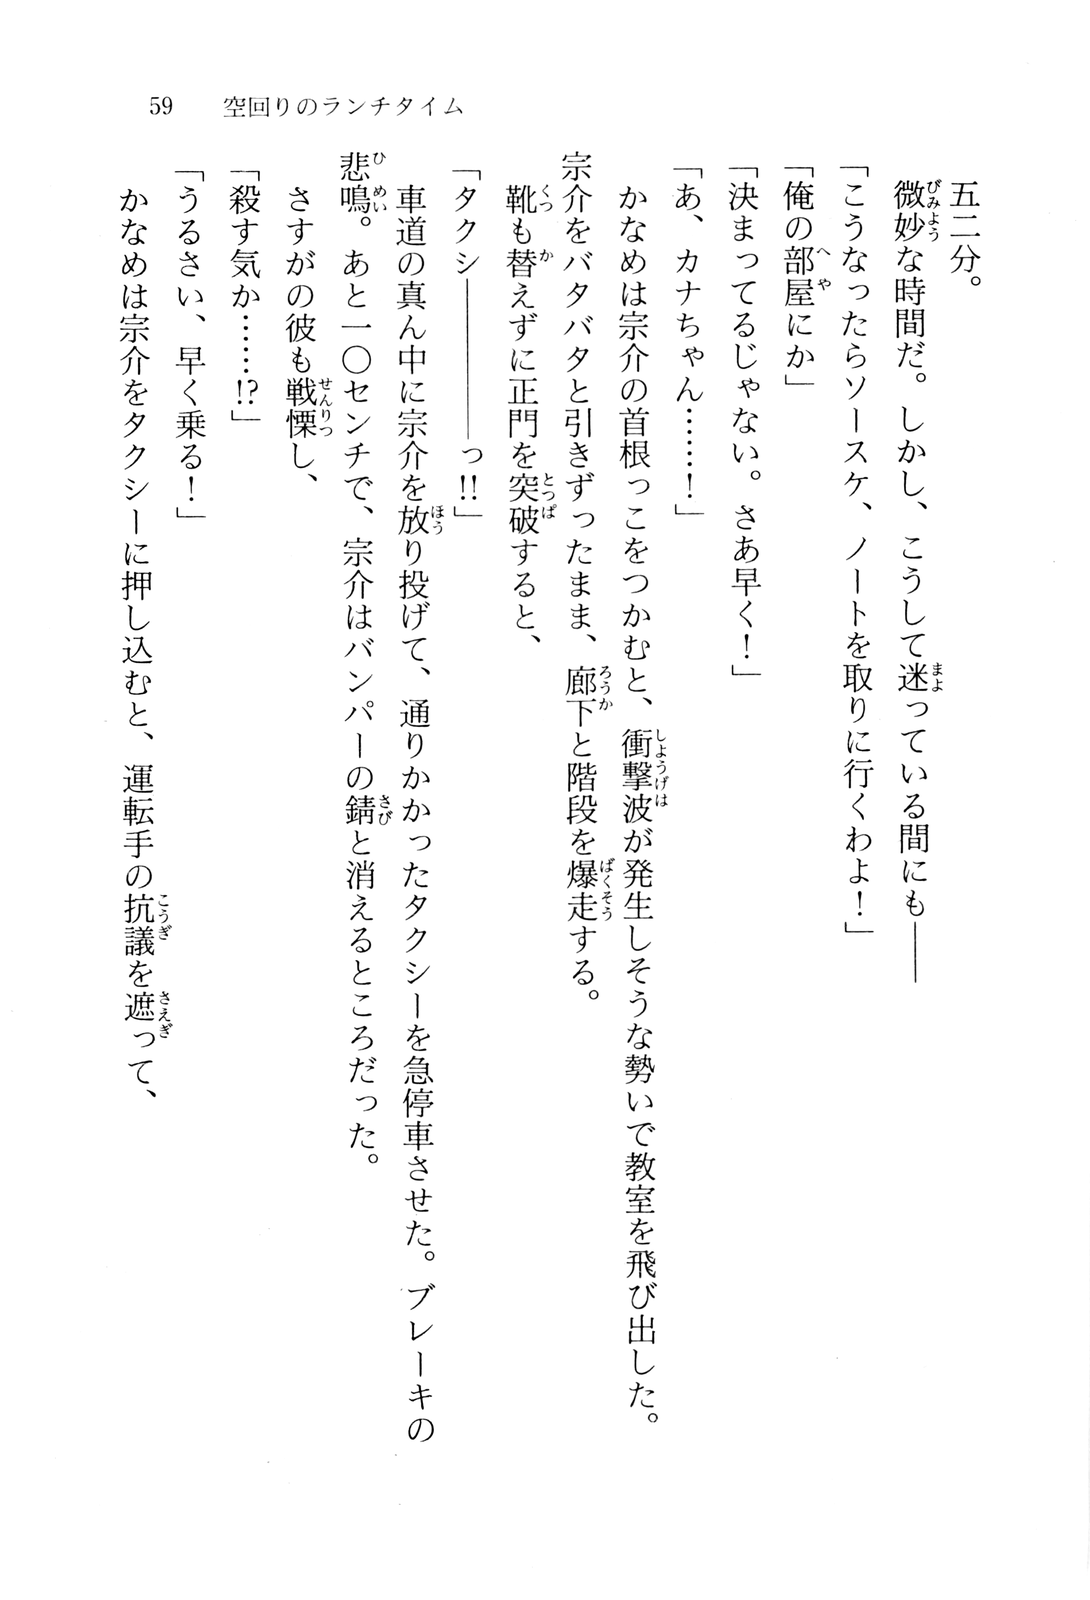 59　空回りのランチタイム
五二分。
　微妙な時間だ。しかし、こうして迷っている間にも――
「こうなったらソースケ、ノートを取りに行くわよ！」
「俺の部屋にか」
「決まってるじゃない。さあ早く！」
「あ、カナちゃん……！」
　かなめは宗介の首根っこをつかむと、衝撃波が発生しそうな勢いで教室を飛び出した。
宗介をバタバタと引きずったまま、廊下と階段を爆走する。
　靴も替えずに正門を突破すると、
「タクシ――――――っ!!」
　車道の真ん中に宗介を放り投げて、通りかかったタクシーを急停車させた。ブレーキの
悲鳴。あと一〇センチで、宗介はバンパーの錆と消えるところだった。
　さすがの彼も戦慄し、
「殺す気か……!?」
「うるさい、早く乗る！」
　かなめは宗介をタクシーに押し込むと、運転手の抗議を遮って、